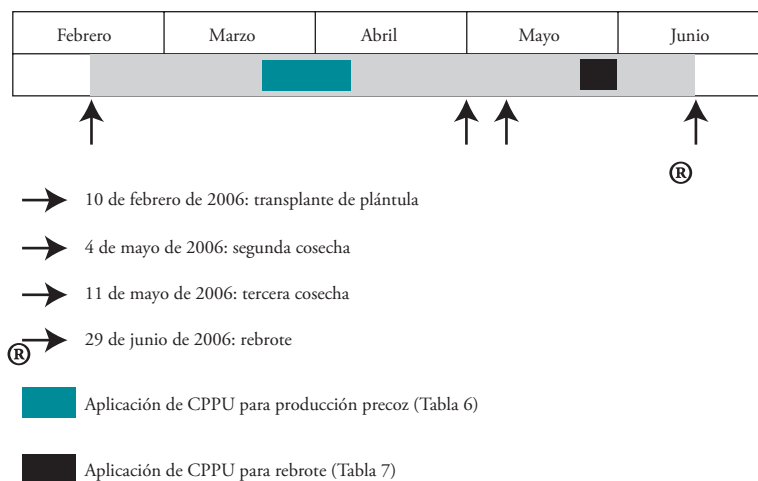 Febrero Marzo Abril Mayo Junio
®
10 de febrero de 2006: transplante de plántula
4 de mayo de 2006: segunda cosecha
11 de mayo de 2006: tercera cosecha
® 29 de junio de 2006: rebrote
Aplicación de CPPU para producción precoz (Tabla 6)
Aplicación de CPPU para rebrote (Tabla 7)